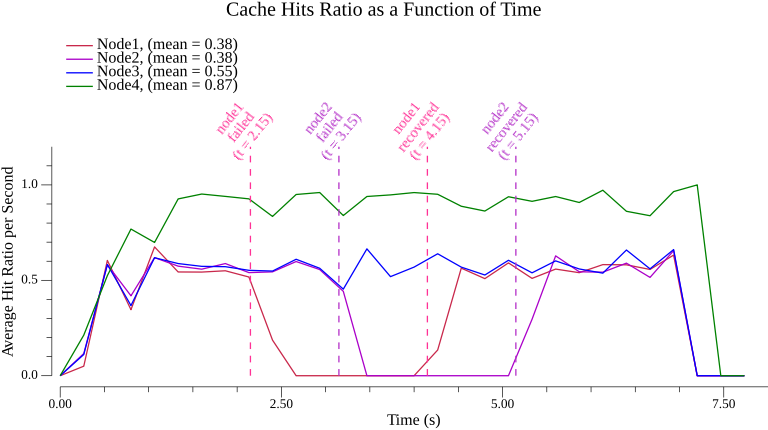 Cache Hits Ratio as a Function of Time
Node1, (mean = 0.38)
Node2, (mean = 0.38)
Node3, (mean = 0.55)
Node4, (mean = 0.87)
node1
failed
(t = 2.15)
node2
failed
(t = 3.15)
node1
recovered
(t = 4.15)
node2
recovered
(t = 5.15)
Average Hit Ratio per Second
1.0
0.5
0.0
0.00
2.50
5.00
7.50
Time (s)